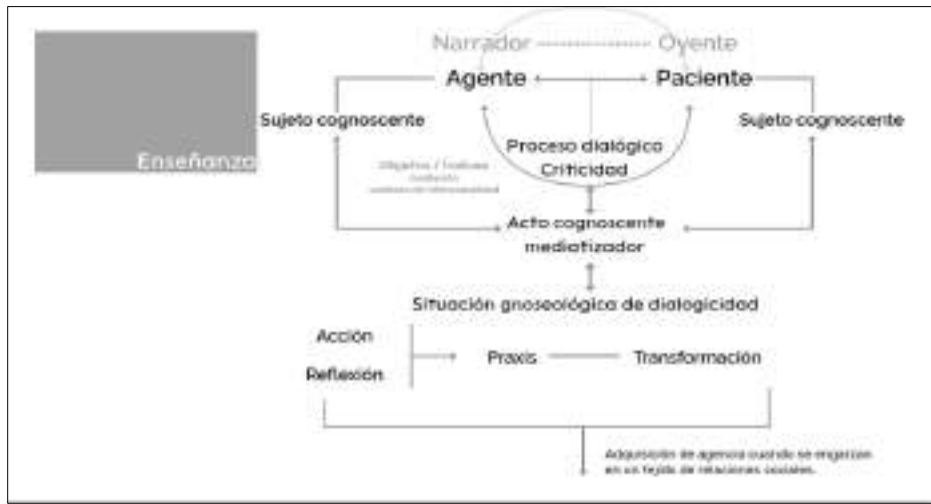 Narrador Oyente
Agente Paciente
Sujeto cognoscente Sujeto cognoscente
Enseñanza
Proceso dialógico
Criticidad
Acto cognoscente
mediatizador
Situación gnoseológica de dialogicidad
Acción
Reflexión
Praxis Transformación
Adquisición de agencia cuando se engarzan
en un tejido de relaciones sociales.